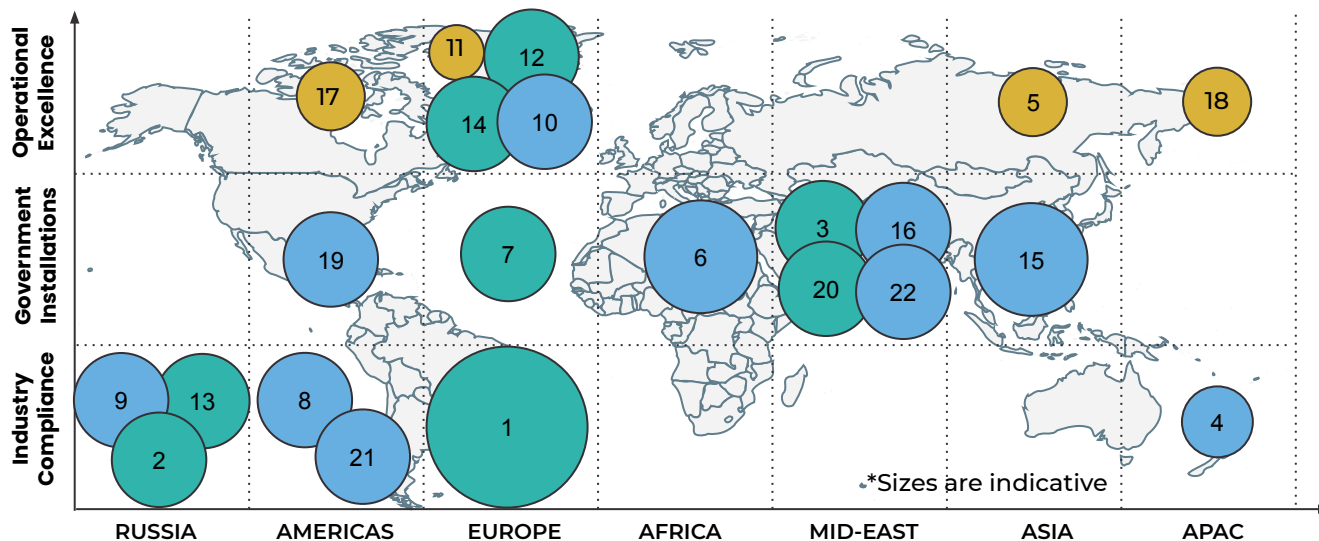 Operational
Excellence
11
12
17
14
10
5
18
Government
Installations
19
7
6
3
16
20
22
15
Industry
Compliance
9
13
2
8
21
1
4
*Sizes are indicative
RUSSIA
AMERICAS
EUROPE
AFRICA
MID-EAST
ASIA
APAC